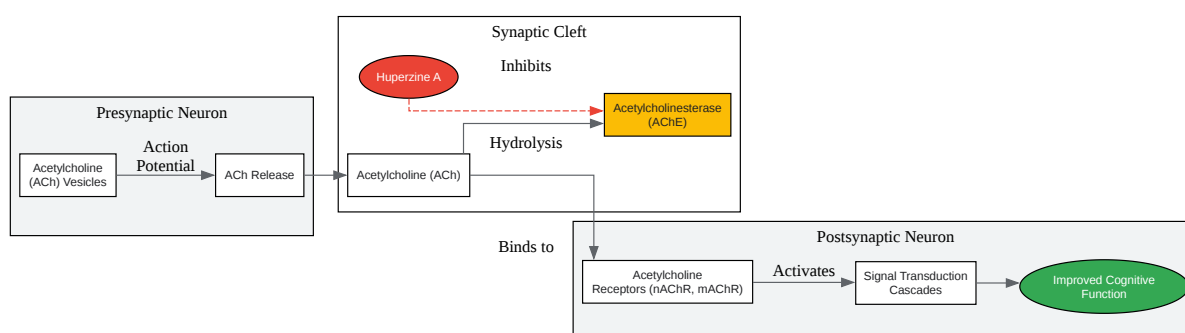 Synaptic Cleft
Inhibits
Huperzine A
Acetylcholinesterase
(AChE)
Hydrolysis
Acetylcholine (ACh)
Presynaptic Neuron
Action
Potential
Acetylcholine
(ACh) Vesicles
ACh Release
Binds to
Postsynaptic Neuron
Acetylcholine
Receptors (nAChR, mAChR)
Activates
Signal Transduction
Cascades
Improved Cognitive
Function